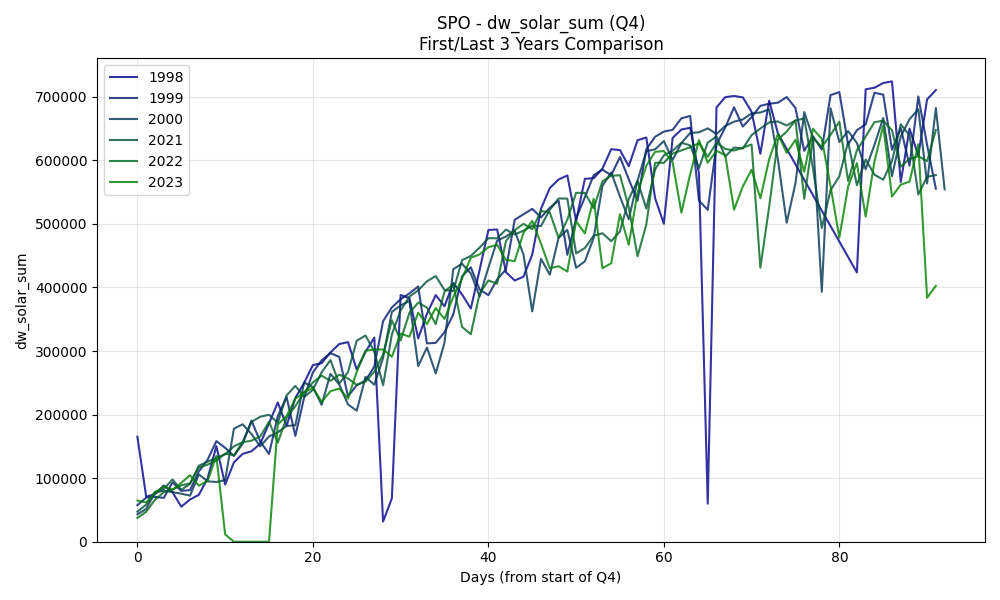 SPO - dw_solar_sum (Q4)
First/Last 3 Years Comparison
1998
1999
2000
2021
2022
2023
700000
600000
500000
400000
300000
200000
100000
0
dw_solar_sum
0 20 40 60 80
Days (from start of Q4)